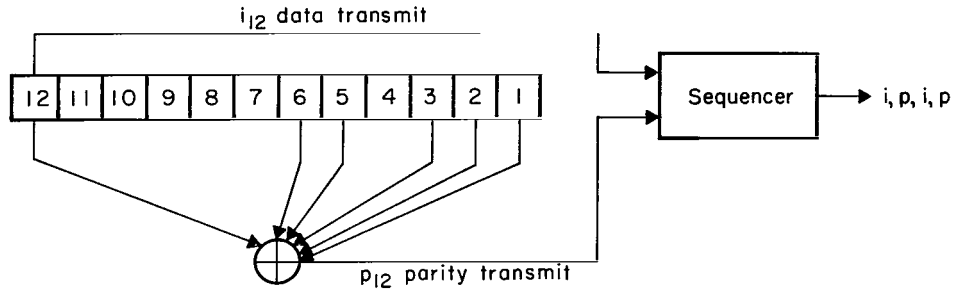 i12 data transmit
12 11 10 9 8 7 6 5 4 3 2 1
Sequencer
i, p, i, p
p12 parity transmit